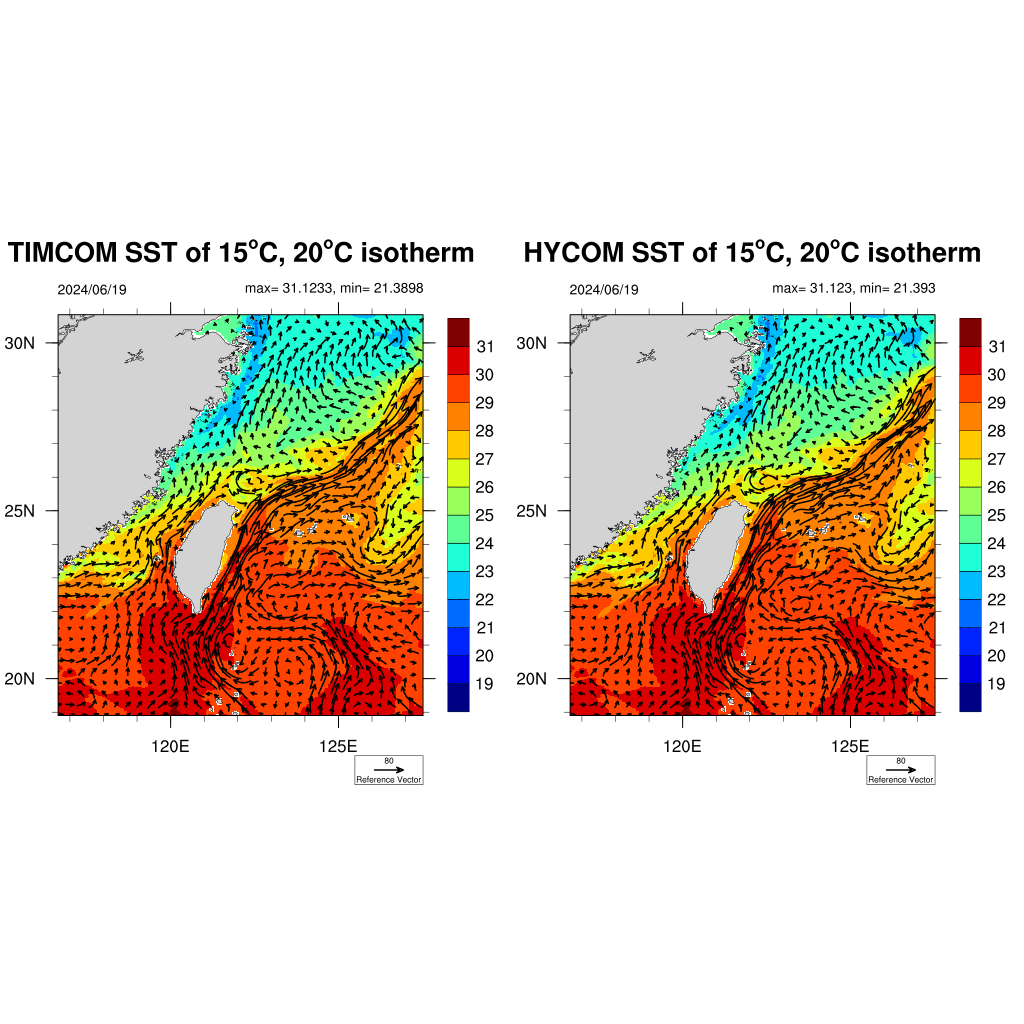 TIMCOM SST of 15°C, 20°C isotherm
2024/06/19
max= 31.1233, min= 21.3898
30N
25N
20N
120E
125E
31
30
29
28
27
26
25
24
23
22
21
20
19
80
Reference Vector
HYCOM SST of 15°C, 20°C isotherm
2024/06/19
max= 31.123, min= 21.393
30N
25N
20N
120E
125E
31
30
29
28
27
26
25
24
23
22
21
20
19
80
Reference Vector